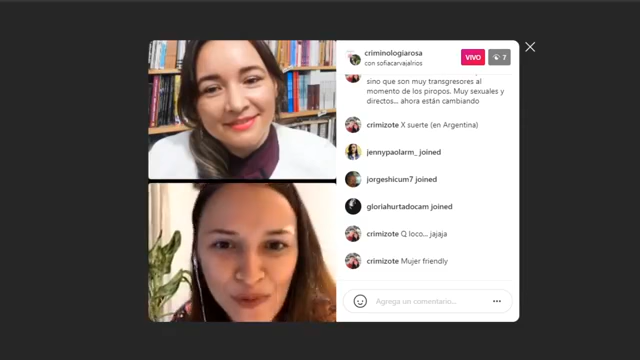 criminologiarosa
con sofiacarvajalrios
VIVO
7
sino que son muy transgresores al
momento de los piropos. Muy sexuales y
directos... ahora están cambiando
crimizote X suerte (en Argentina)
jennypaolarm_ joined
jorgeshicum7 joined
gloriahurtadocam joined
crimizote Q loco... jajaja
crimizote Mujer friendly
Agrega un comentario...